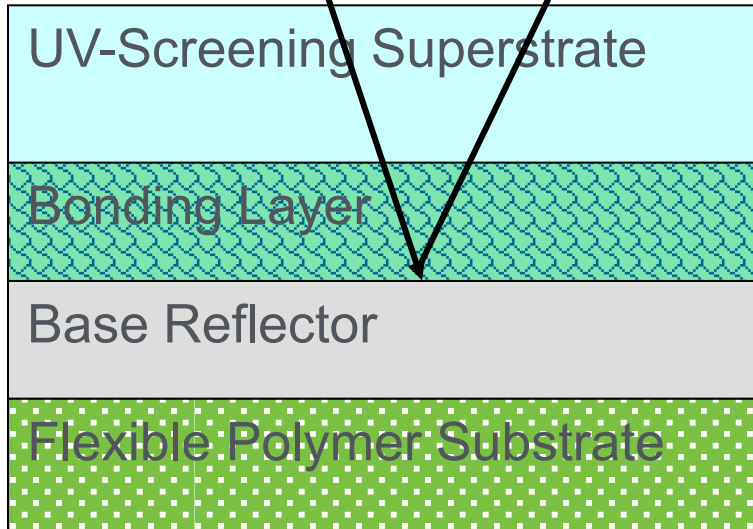 UV-Screening Superstrate
Bonding Layer
Base Reflector
Flexible Polymer Substrate